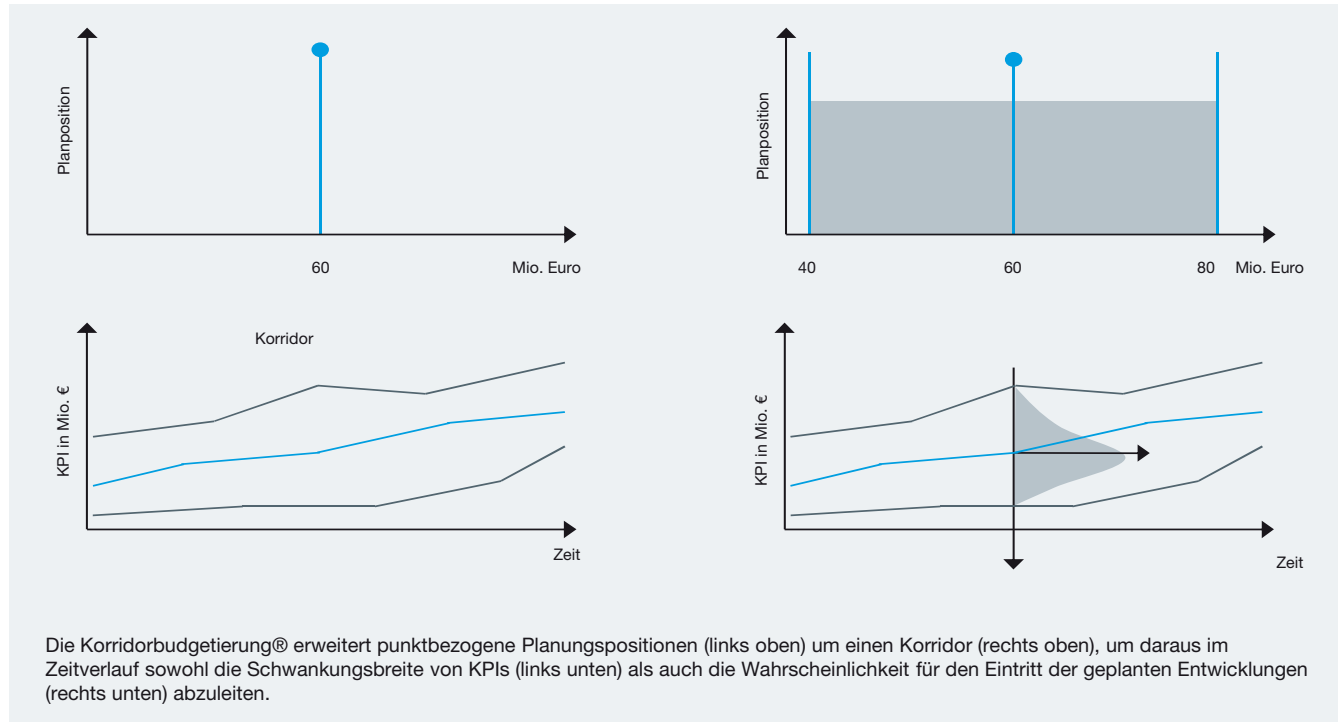 Planposition
60
Mio. Euro
Planposition
40
60
80
Mio. Euro
Korridor
KPI in Mio. €
Zeit
KPI in Mio. €
Zeit
Die Korridorbudgetierung® erweitert punktbezogene Planungspositionen (links oben) um einen Korridor (rechts oben), um daraus im
Zeitverlauf sowohl die Schwankungsbreite von KPIs (links unten) als auch die Wahrscheinlichkeit für den Eintritt der geplanten Entwicklungen
(rechts unten) abzuleiten.